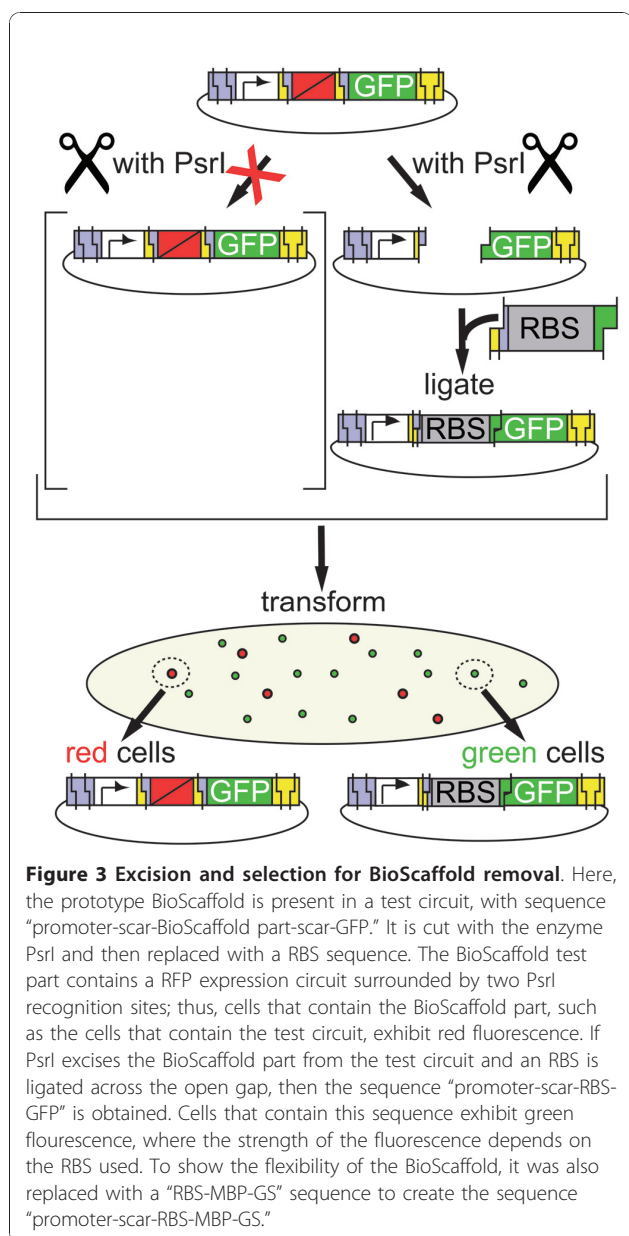 GFP
with PsrI
with PsrI
GFP
GFP
RBS
ligate
RBS GFP
transform
red cells
green cells
GFP
RBS GFP
Figure 3 Excision and selection for BioScaffold removal. Here,
the prototype BioScaffold is present in a test circuit, with sequence
“promoter-scar-BioScaffold part-scar-GFP.” It is cut with the enzyme
PsrI and then replaced with a RBS sequence. The BioScaffold test
part contains a RFP expression circuit surrounded by two PsrI
recognition sites; thus, cells that contain the BioScaffold part, such
as the cells that contain the test circuit, exhibit red fluorescence. If
PsrI excises the BioScaffold part from the test circuit and an RBS is
ligated across the open gap, then the sequence “promoter-scar-RBS-
GFP” is obtained. Cells that contain this sequence exhibit green
flourescence, where the strength of the fluorescence depends on
the RBS used. To show the flexibility of the BioScaffold, it was also
replaced with a “RBS-MBP-GS” sequence to create the sequence
“promoter-scar-RBS-MBP-GS.”